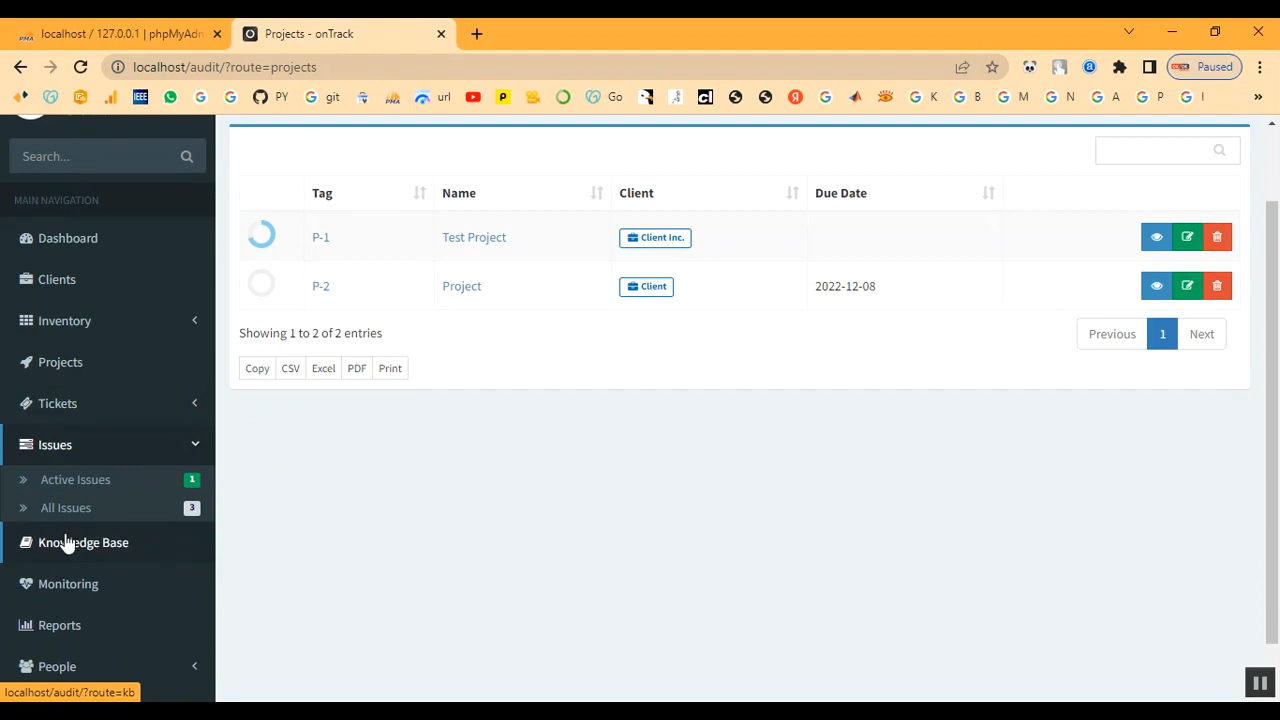 localhost / 127.0.0.1 | phpMyAdn
Projects - onTrack
localhost/audit/?route=projects
Paused
PY
git
url
Go
K
B
M
N
A
P
I
Search...
MAIN NAVIGATION
Dashboard
Clients
Inventory
Projects
Tickets
Issues
Active Issues 1
All Issues 3
Knowledge Base
Monitoring
Reports
People
localhost/audit/?route=kb
Tag Name Client Due Date
P-1 Test Project Client Inc.
P-2 Project Client 2022-12-08
Showing 1 to 2 of 2 entries
Previous 1 Next
Copy CSV Excel PDF Print